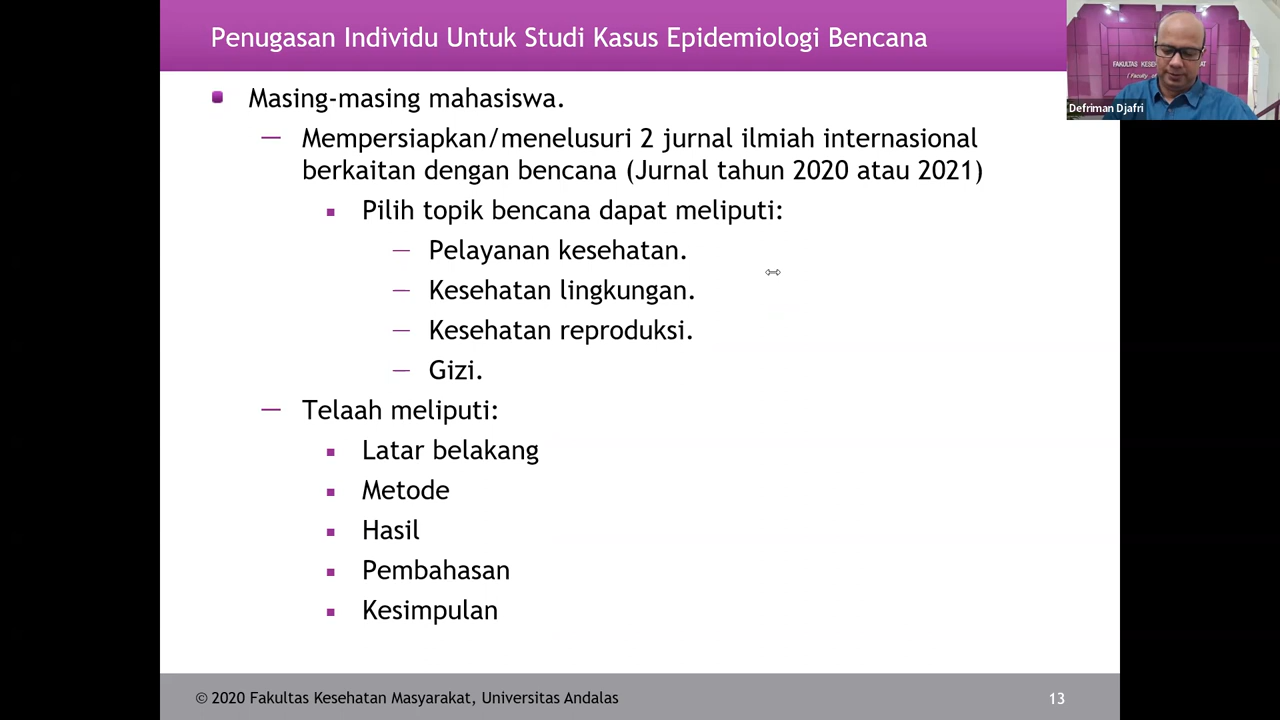 Penugasan Individu Untuk Studi Kasus Epidemiologi Bencana
FAKULTAS KESE
Defriman Djafri
Masing-masing mahasiswa.
— Mempersiapkan/menelusuri 2 jurnal ilmiah internasional
berkaitan dengan bencana (Jurnal tahun 2020 atau 2021)
Pilih topik bencana dapat meliputi:
— Pelayanan kesehatan.
— Kesehatan lingkungan.
— Kesehatan reproduksi.
— Gizi.
— Telaah meliputi:
Latar belakang
Metode
Hasil
Pembahasan
Kesimpulan
© 2020 Fakultas Kesehatan Masyarakat, Universitas Andalas
13